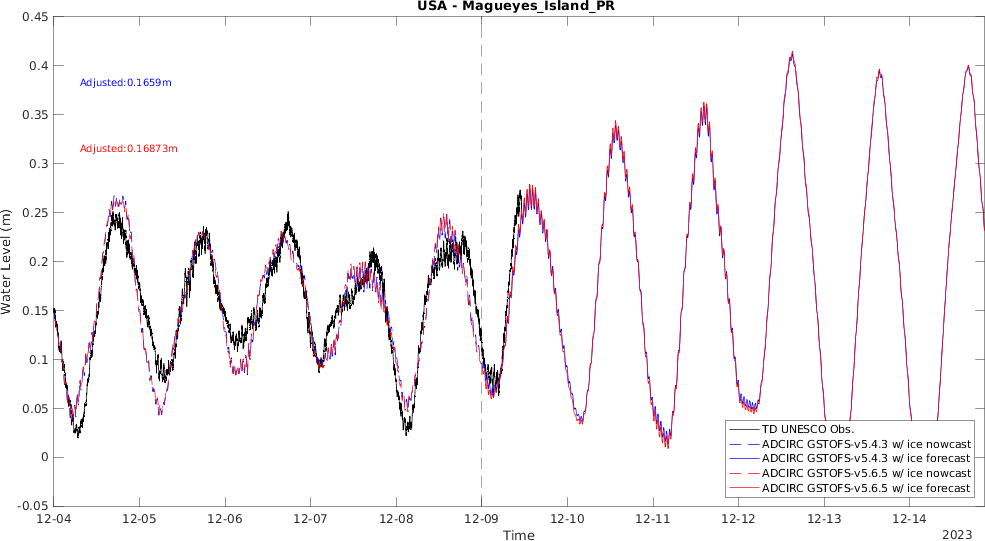 USA - Magueyes_Island_PR
0.45
0.4
0.35
0.3
0.25
0.2
0.15
0.1
0.05
0
-0.05
Water Level (m)
Adjusted:0.1659m
Adjusted:0.16873m
TD UNESCO Obs.
ADCIRC GSTOFS-v5.4.3 w/ ice nowcast
ADCIRC GSTOFS-v5.4.3 w/ ice forecast
ADCIRC GSTOFS-v5.6.5 w/ ice nowcast
ADCIRC GSTOFS-v5.6.5 w/ ice forecast
12-04 12-05 12-06 12-07 12-08 12-09 12-10 12-11 12-12 12-13 12-14
Time
2023